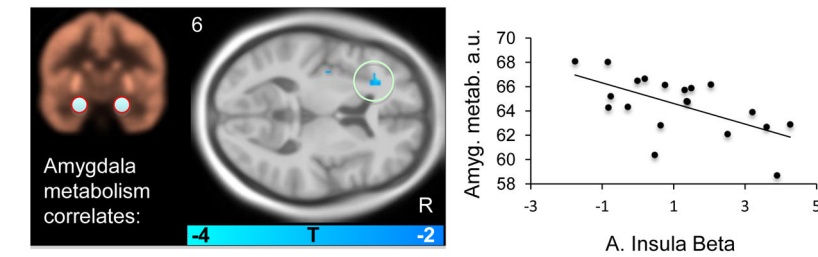 6
Amygdala
metabolism
correlates:
R
-4 T -2
Amyg. metab. a.u.
70
68
66
64
62
60
58
-3 -1 1 3 5
A. Insula Beta